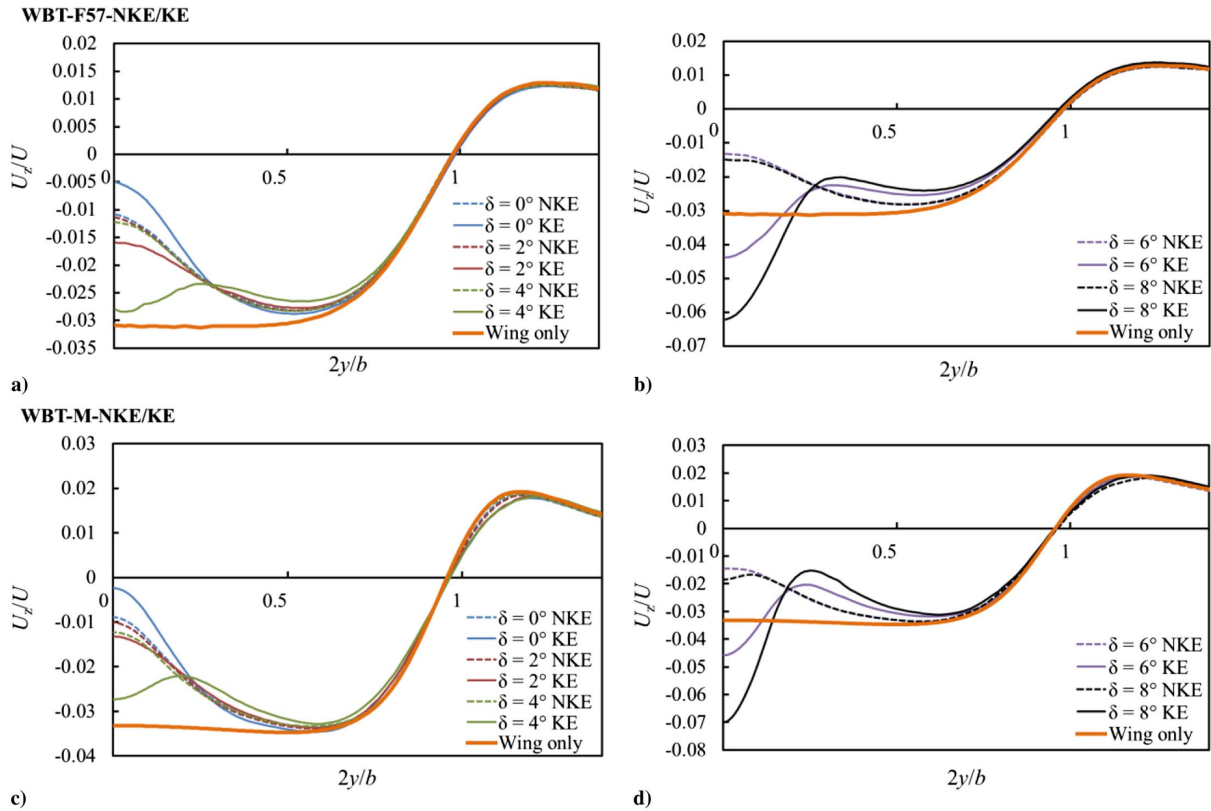 WBT-F57-NKE/KE
0.02
0.015
0.01
0.005
0
-0.005
-0.01
-0.015
-0.02
-0.025
-0.03
-0.035
0
0.5
1
U_z/U
2y/b
δ = 0° NKE
δ = 0° KE
δ = 2° NKE
δ = 2° KE
δ = 4° NKE
δ = 4° KE
Wing only
a)
0.02
0.01
0
-0.01
-0.02
-0.03
-0.04
-0.05
-0.06
-0.07
0
0.5
1
U_z/U
2y/b
δ = 6° NKE
δ = 6° KE
δ = 8° NKE
δ = 8° KE
Wing only
b)
WBT-M-NKE/KE
0.03
0.02
0.01
0
-0.01
-0.02
-0.03
-0.04
0
0.5
1
U_z/U
2y/b
δ = 0° NKE
δ = 0° KE
δ = 2° NKE
δ = 2° KE
δ = 4° NKE
δ = 4° KE
Wing only
c)
0.03
0.02
0.01
0
-0.01
-0.02
-0.03
-0.04
-0.05
-0.06
-0.07
-0.08
0
0.5
1
U_z/U
2y/b
δ = 6° NKE
δ = 6° KE
δ = 8° NKE
δ = 8° KE
Wing only
d)